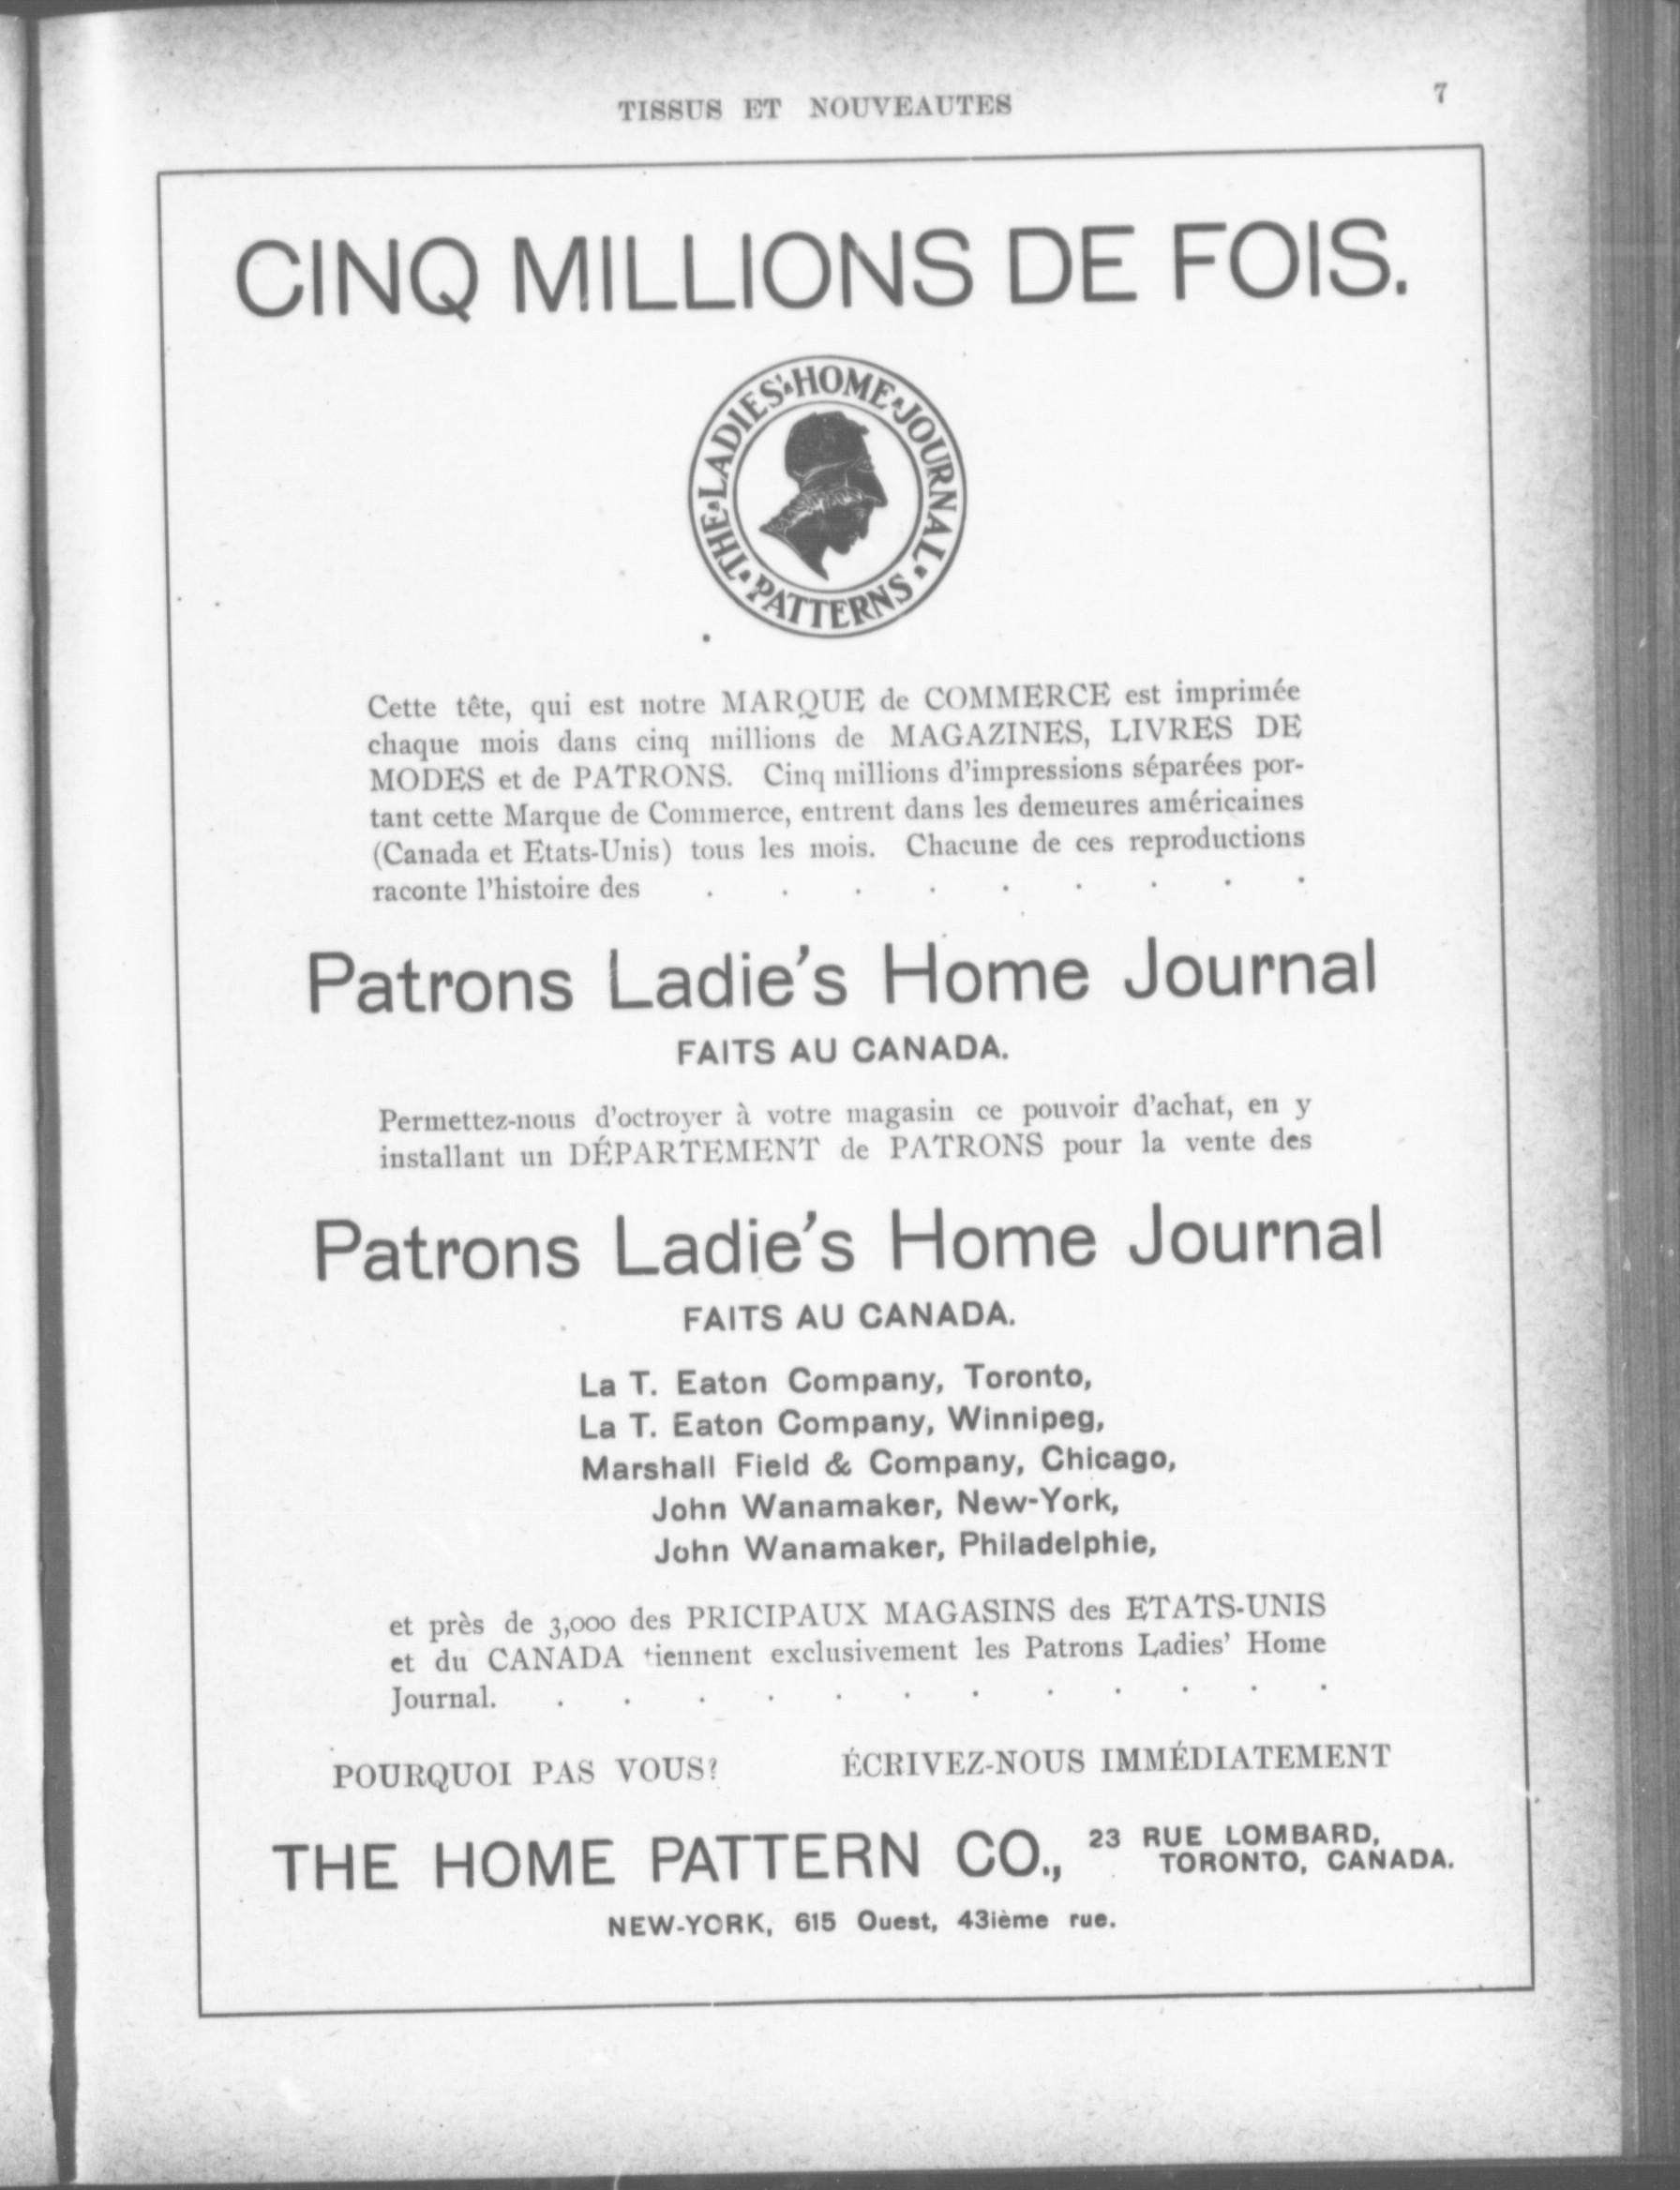 TISSUS ET NOUVEAUTES 7
CINQ MILLIONS DE FOIS.
THE LADIES' HOME JOURNAL PATTERNS
Cette tête, qui est notre MARQUE de COMMERCE est imprimée
chaque mois dans cinq millions de MAGAZINES, LIVRES DE
MODES et de PATRONS. Cinq millions d'impressions séparées por-
tant cette Marque de Commerce, entrent dans les demeures américaines
(Canada et Etats-Unis) tous les mois. Chacune de ces reproductions
raconte l'histoire des . . . . . . . . .
Patrons Ladie's Home Journal
FAITS AU CANADA.
Permettez-nous d'octroyer à votre magasin ce pouvoir d'achat, en y
installant un DÉPARTEMENT de PATRONS pour la vente des
Patrons Ladie's Home Journal
FAITS AU CANADA.
La T. Eaton Company, Toronto,
La T. Eaton Company, Winnipeg,
Marshall Field & Company, Chicago,
John Wanamaker, New-York,
John Wanamaker, Philadelphie,
et près de 3,000 des PRICIPAUX MAGASINS des ETATS-UNIS
et du CANADA tiennent exclusivement les Patrons Ladies' Home
Journal. . . . . . . . . . . . .
POURQUOI PAS VOUS? ÉCRIVEZ-NOUS IMMÉDIATEMENT
THE HOME PATTERN CO., 23 RUE LOMBARD,
TORONTO, CANADA.
NEW-YORK, 615 Ouest, 43ième rue.